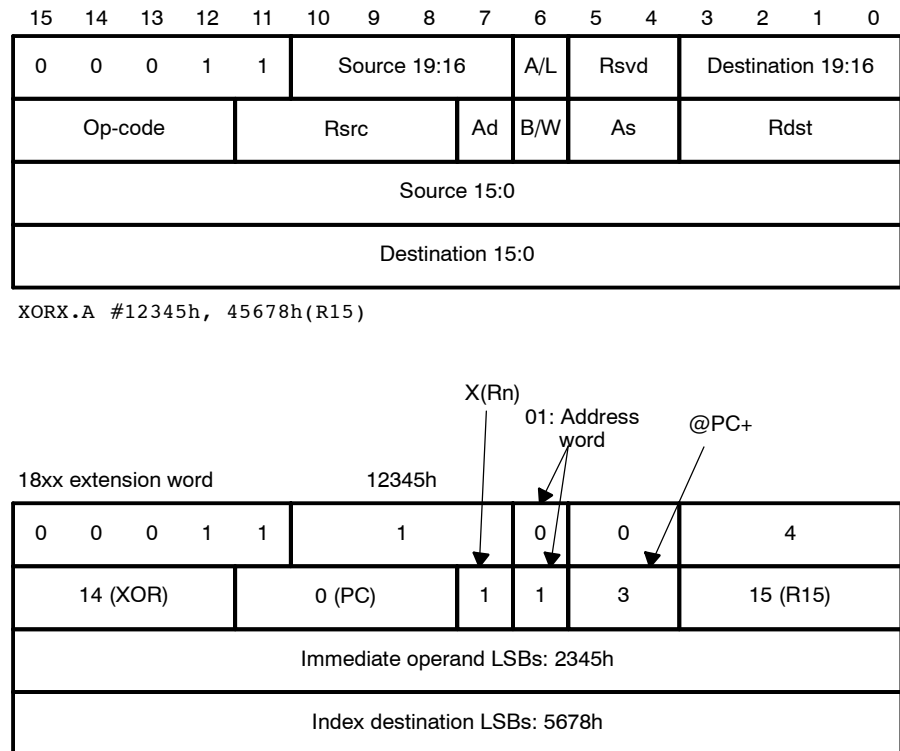 15 14 13 12 11 10 9 8 7 6 5 4 3 2 1 0
0 0 0 1 1 Source 19:16 A/L Rsvd Destination 19:16
Op-code Rsrc Ad B/W As Rdst
Source 15:0
Destination 15:0
XORX.A #12345h, 45678h(R15)
X(Rn)
01: Address
word
@PC+
18xx extension word 12345h
0 0 0 1 1 1 0 0 4
14 (XOR) 0 (PC) 1 1 3 15 (R15)
Immediate operand LSBs: 2345h
Index destination LSBs: 5678h